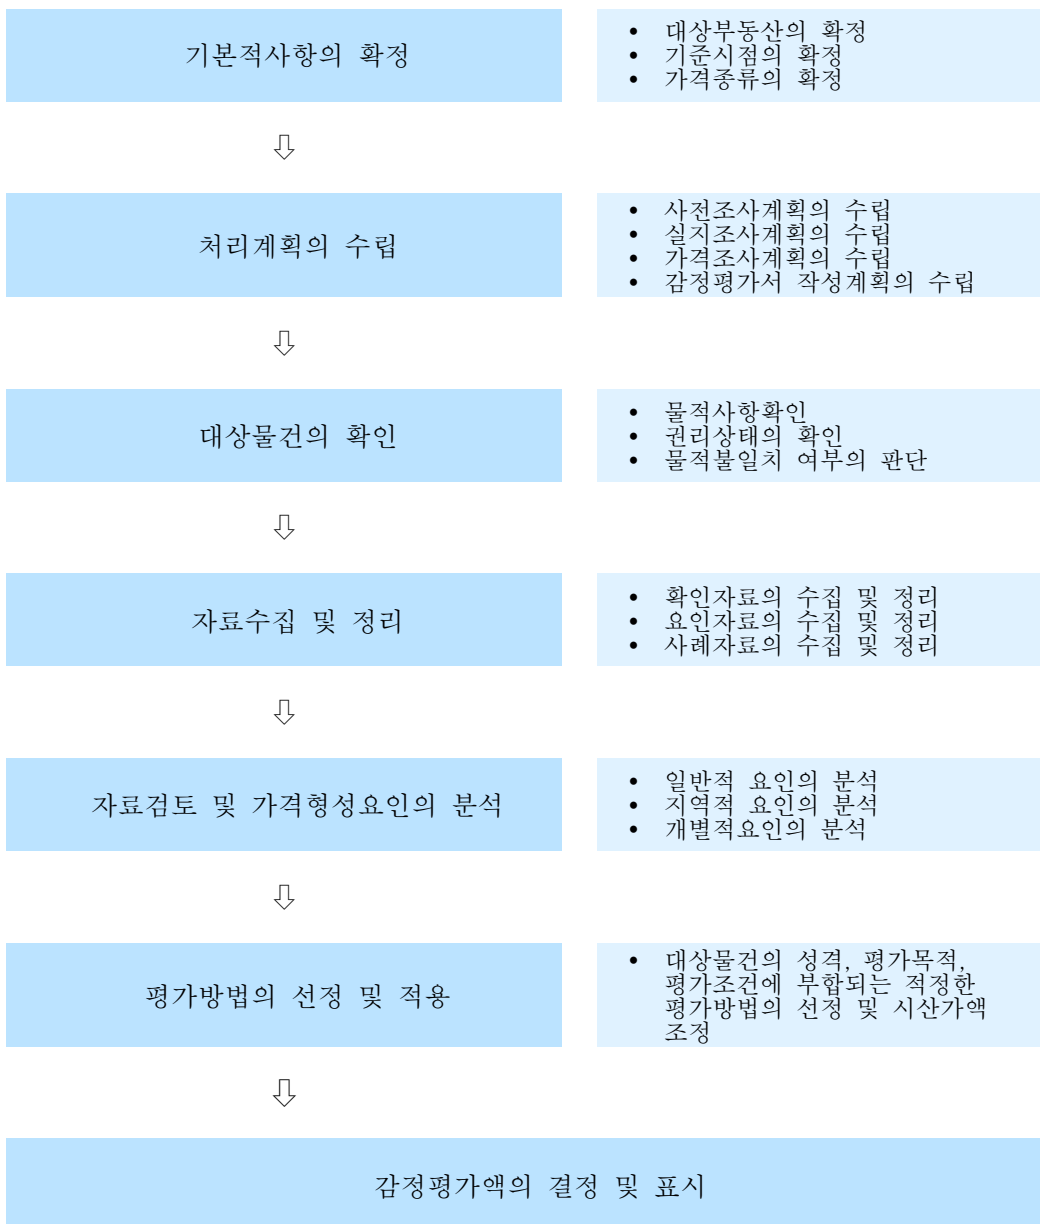 기본적사항의 확정
• 대상부동산의 확정
• 기준시점의 확정
• 가격종류의 확정
⇩
처리계획의 수립
• 사전조사계획의 수립
• 실지조사계획의 수립
• 가격조사계획의 수립
• 감정평가서 작성계획의 수립
⇩
대상물건의 확인
• 물적사항확인
• 권리상태의 확인
• 물적불일치 여부의 판단
⇩
자료수집 및 정리
• 확인자료의 수집 및 정리
• 요인자료의 수집 및 정리
• 사례자료의 수집 및 정리
⇩
자료검토 및 가격형성요인의 분석
• 일반적 요인의 분석
• 지역적 요인의 분석
• 개별적요인의 분석
⇩
평가방법의 선정 및 적용
• 대상물건의 성격, 평가목적,
평가조건에 부합되는 적정한
평가방법의 선정 및 시산가액
조정
⇩
감정평가액의 결정 및 표시